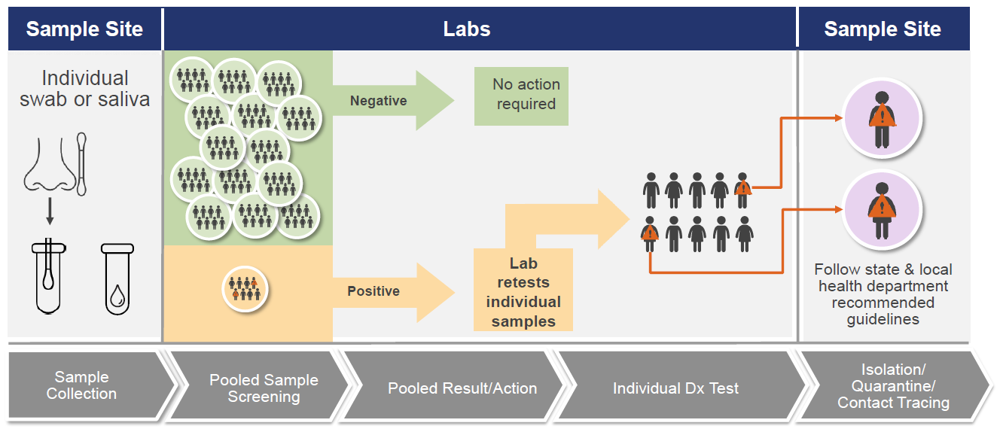 Sample Site
Labs
Sample Site
Individual
swab or saliva
Negative
No action
required
Positive
Lab
retests
individual
samples
Follow state & local
health department
recommended
guidelines
Sample
Collection
Pooled Sample
Screening
Pooled Result/Action
Individual Dx Test
Isolation/
Quarantine/
Contact Tracing